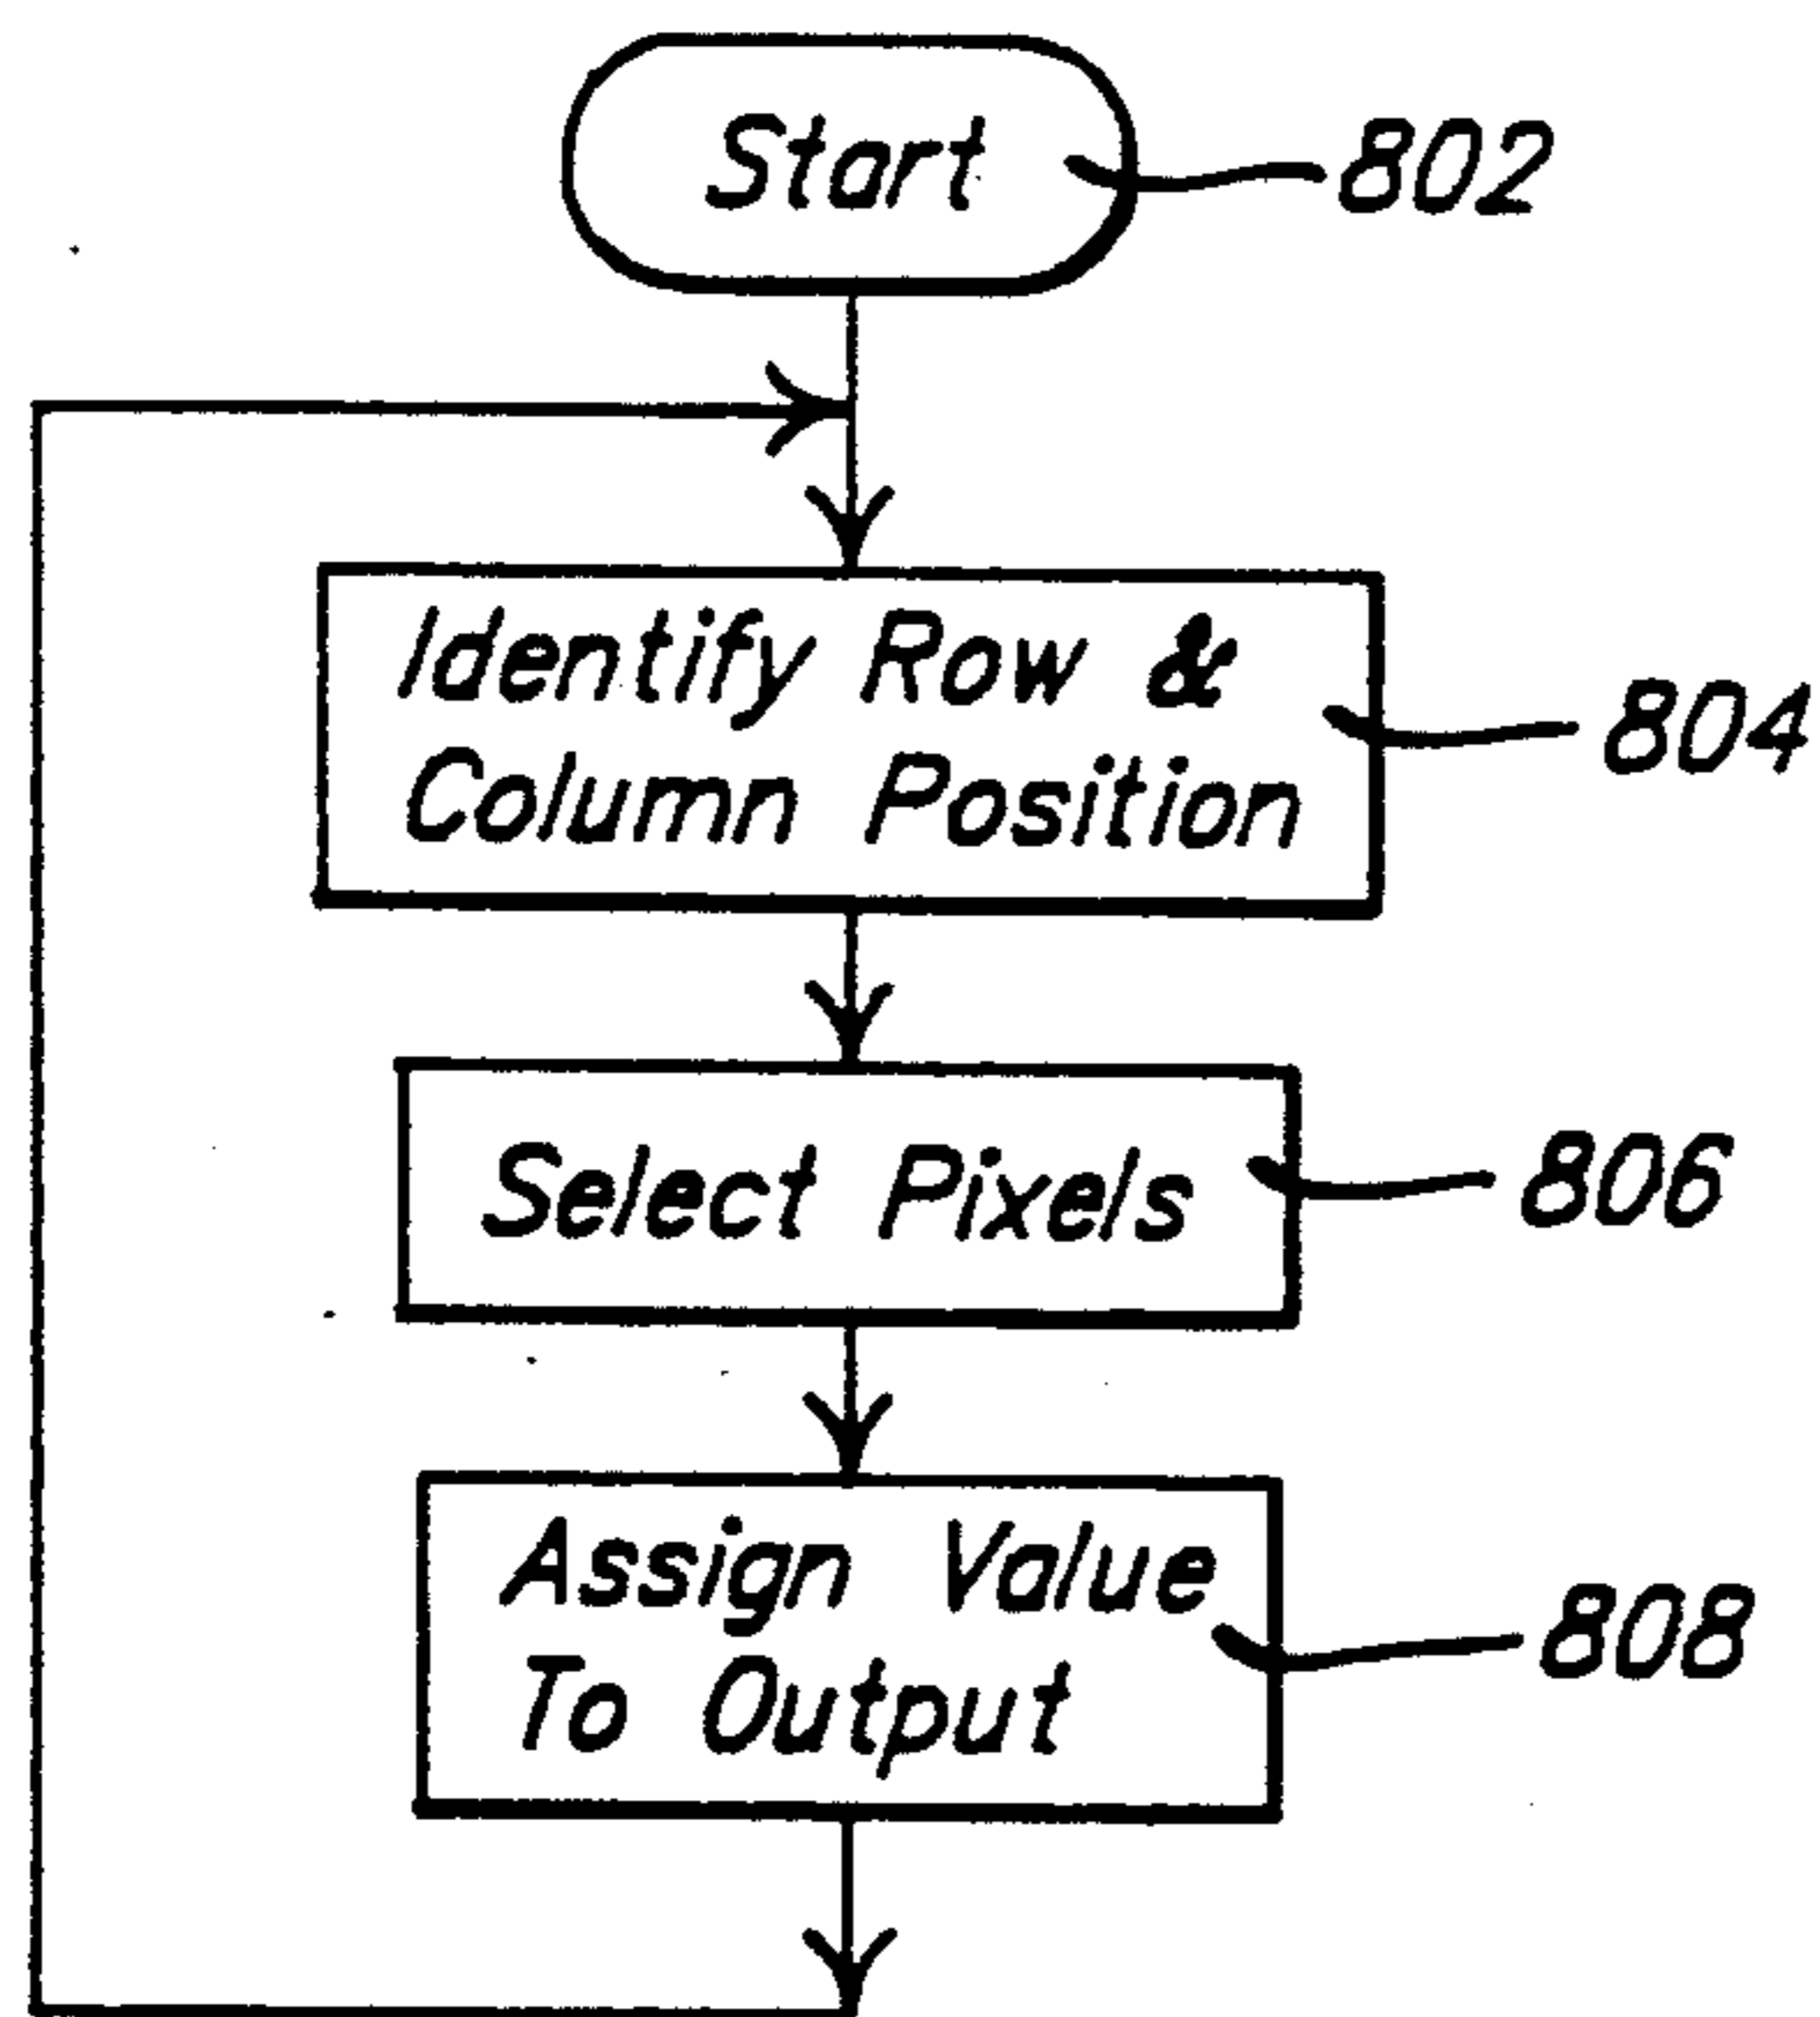 Start
802
Identify Row &
Column Position
804
Select Pixels
806
Assign Value
To Output
808